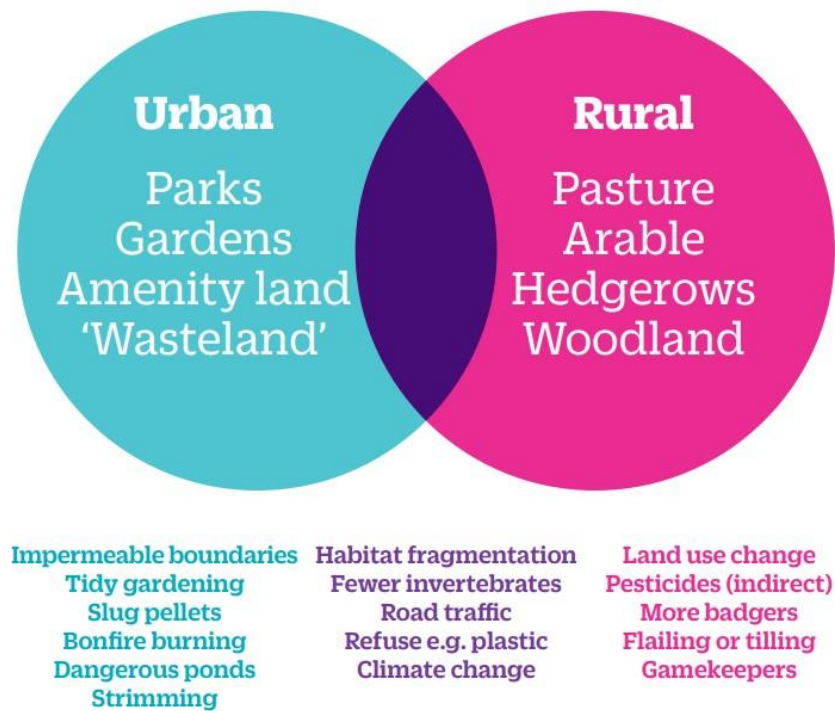 Urban
Parks
Gardens
Amenity land
‘Wasteland’
Rural
Pasture
Arable
Hedgerows
Woodland
Impermeable boundaries
Tidy gardening
Slug pellets
Bonfire burning
Dangerous ponds
Strimming
Habitat fragmentation
Fewer invertebrates
Road traffic
Refuse e.g. plastic
Climate change
Land use change
Pesticides (indirect)
More badgers
Flailing or tilling
Gamekeepers